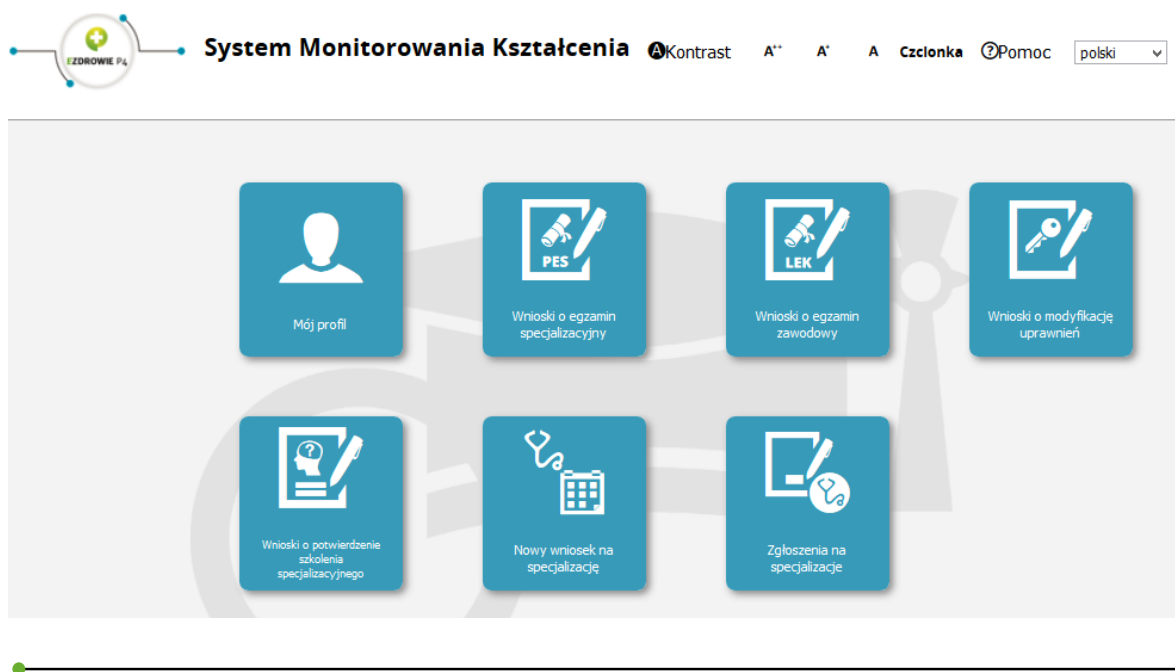 EZDROWIE P4
System Monitorowania Kształcenia
A Kontrast A++ A+ A Czcionka ?Pomoc polski
PES
LEK
Mój profil
Wnioski o egzamin
specjalizacyjny
Wnioski o egzamin
zawodowy
Wnioski o modyfikację
uprawnień
?
Wnioski o potwierdzenie
szkolenia
specjalizacyjnego
Nowy wniosek na
specjalizację
Zgłoszenia na
specjalizacje